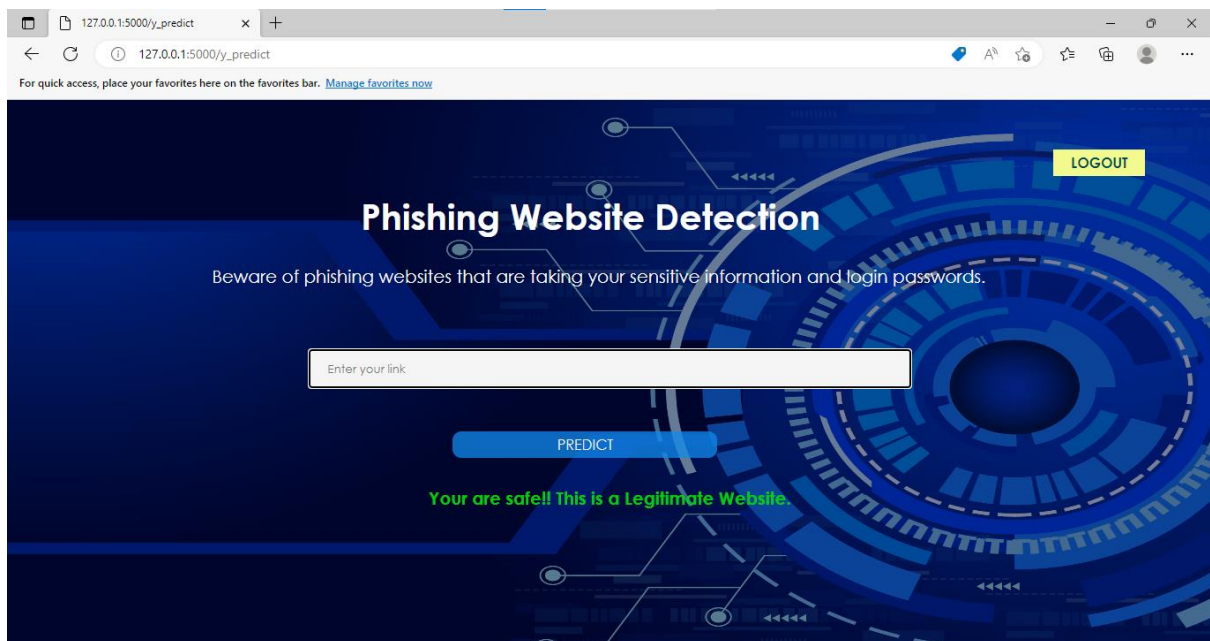 127.0.0.1:5000/y_predict
127.0.0.1:5000/y_predict
For quick access, place your favorites here on the favorites bar. Manage favorites now
LOGOUT
Phishing Website Detection
Beware of phishing websites that are taking your sensitive information and login passwords.
Enter your link
PREDICT
Your are safe!! This is a Legitimate Website.